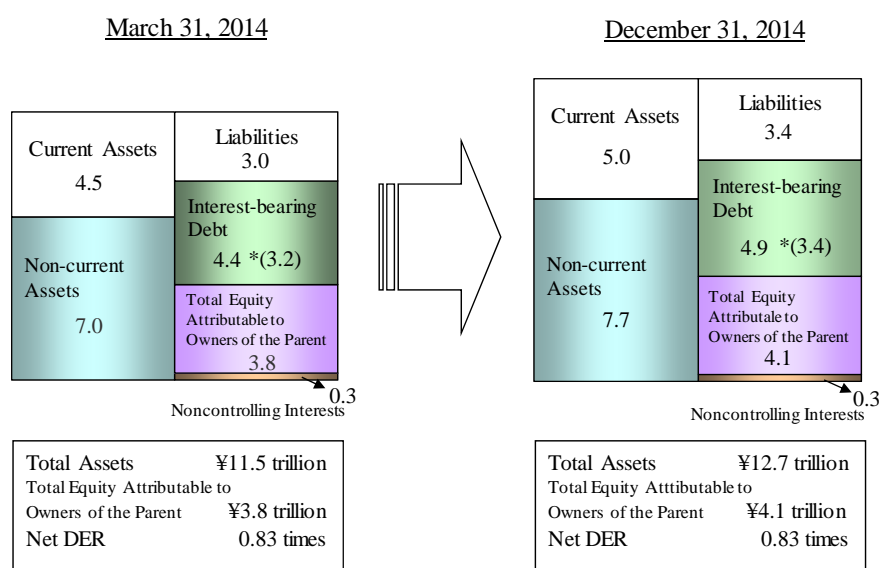 March 31, 2014
Current Assets
4.5
Non-current
Assets
7.0
Liabilities
3.0
Interest-bearing
Debt
4.4 *(3.2)
Total Equity
Attributable to
Owners of the Parent
3.8
0.3
Noncontrolling Interests
Total Assets ¥11.5 trillion
Total Equity Attributable to
Owners of the Parent ¥3.8 trillion
Net DER 0.83 times
December 31, 2014
Current Assets
5.0
Non-current
Assets
7.7
Liabilities
3.4
Interest-bearing
Debt
4.9 *(3.4)
Total Equity
Attributable to
Owners of the Parent
4.1
0.3
Noncontrolling Interests
Total Assets ¥12.7 trillion
Total Equity Atttibutable to
Owners of the Parent ¥4.1 trillion
Net DER 0.83 times